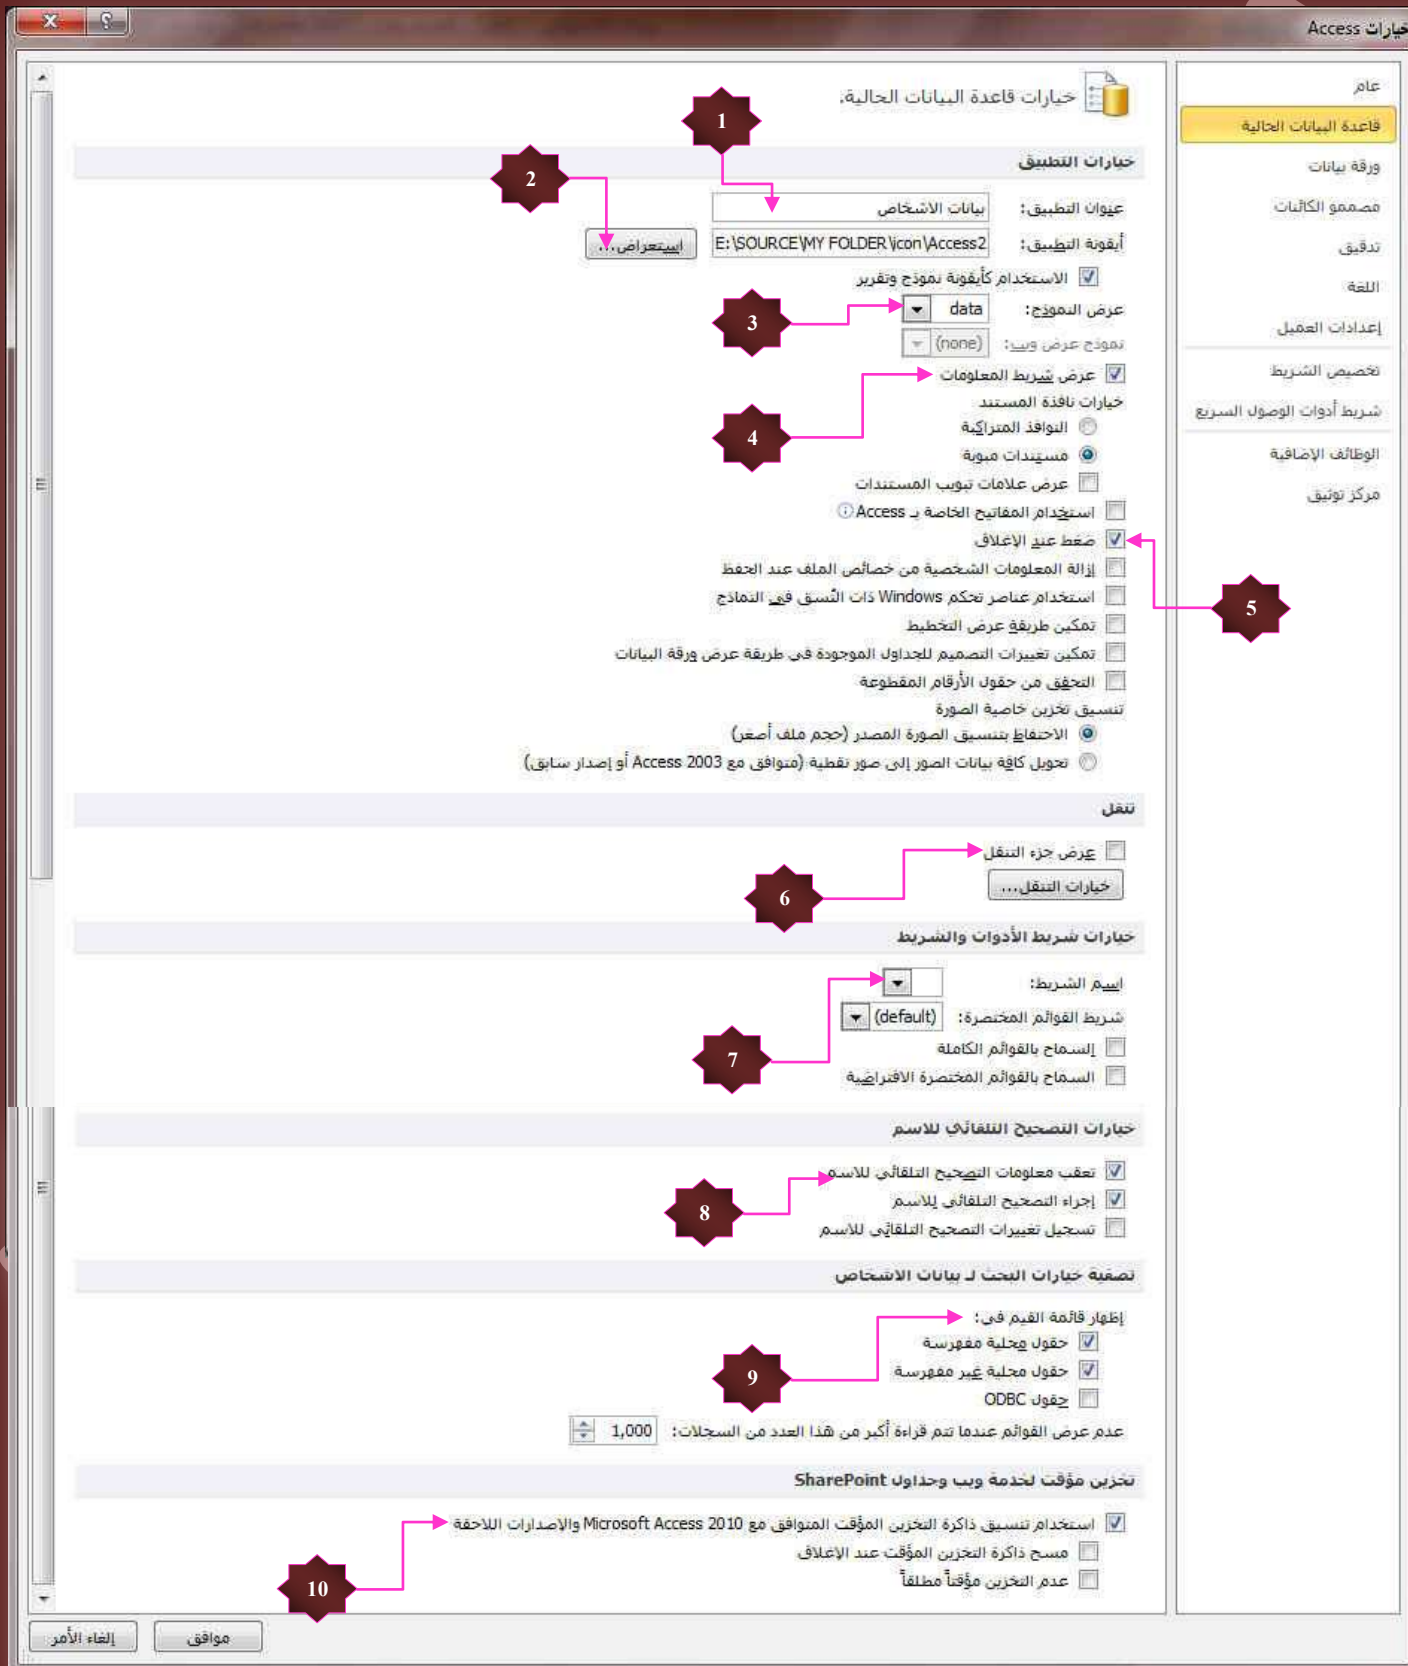 خيارات Access
عام
قاعدة البيانات الحالية
ورقة بيانات
مصممو الكائنات
تدقيق
اللغة
إعدادات العميل
تخصيص الشريط
شريط أدوات الوصول السريع
الوظائف الإضافية
مركز توثيق
خيارات قاعدة البيانات الحالية.
1
خيارات التطبيق
2
عنوان التطبيق: بيانات الاشخاص
أيقونة التطبيق: E:\SOURCE\MY FOLDER\icon\Access2 استعراض...
الاستخدام كأيقونة نموذج وتقرير
عرض النموذج: data
3
نموذج عرض ويب: (none)
عرض شريط المعلومات
خيارات نافذة المستند
النوافذ المتراكبة
4
مستندات مبوبة
عرض علامات تبويب المستندات
استخدام المفاتيح الخاصة بـ Access
ضغط عند الإغلاق
إزالة المعلومات الشخصية من خصائص الملف عند الحفظ
استخدام عناصر تحكم Windows ذات النُسق في النماذج
5
تمكين طريقة عرض التخطيط
تمكين تغييرات التصميم للجداول الموجودة في طريقة عرض ورقة البيانات
التحقق من حقول الأرقام المقطوعة
تنسيق تخزين خاصية الصورة
الاحتفاظ بتنسيق الصورة المصدر (حجم ملف أصغر)
تحويل كافة بيانات الصور إلى صور نقطية (متوافق مع Access 2003 أو إصدار سابق)
تنقل
عرض جزء التنقل
خيارات التنقل...
6
خيارات شريط الأدوات والشريط
اسم الشريط:
شريط القوائم المختصرة: (default)
السماح بالقوائم الكاملة
7
السماح بالقوائم المختصرة الافتراضية
خيارات التصحيح التلقائي للاسم
تعقب معلومات التصحيح التلقائي للاسم
إجراء التصحيح التلقائي للاسم
8
تسجيل تغييرات التصحيح التلقائي للاسم
تصفية خيارات البحث لـ بيانات الاشخاص
إظهار قائمة القيم في:
حقول محلية مفهرسة
حقول محلية غير مفهرسة
9
حقول ODBC
عدم عرض القوائم عندما تتم قراءة أكبر من هذا العدد من السجلات: 1,000
تخزين مؤقت لخدمة ويب وجداول SharePoint
استخدام تنسيق ذاكرة التخزين المؤقت المتوافق مع Microsoft Access 2010 والإصدارات اللاحقة
مسح ذاكرة التخزين المؤقت عند الإغلاق
عدم التخزين مؤقتاً مطلقاً
10
موافق
إلغاء الأمر